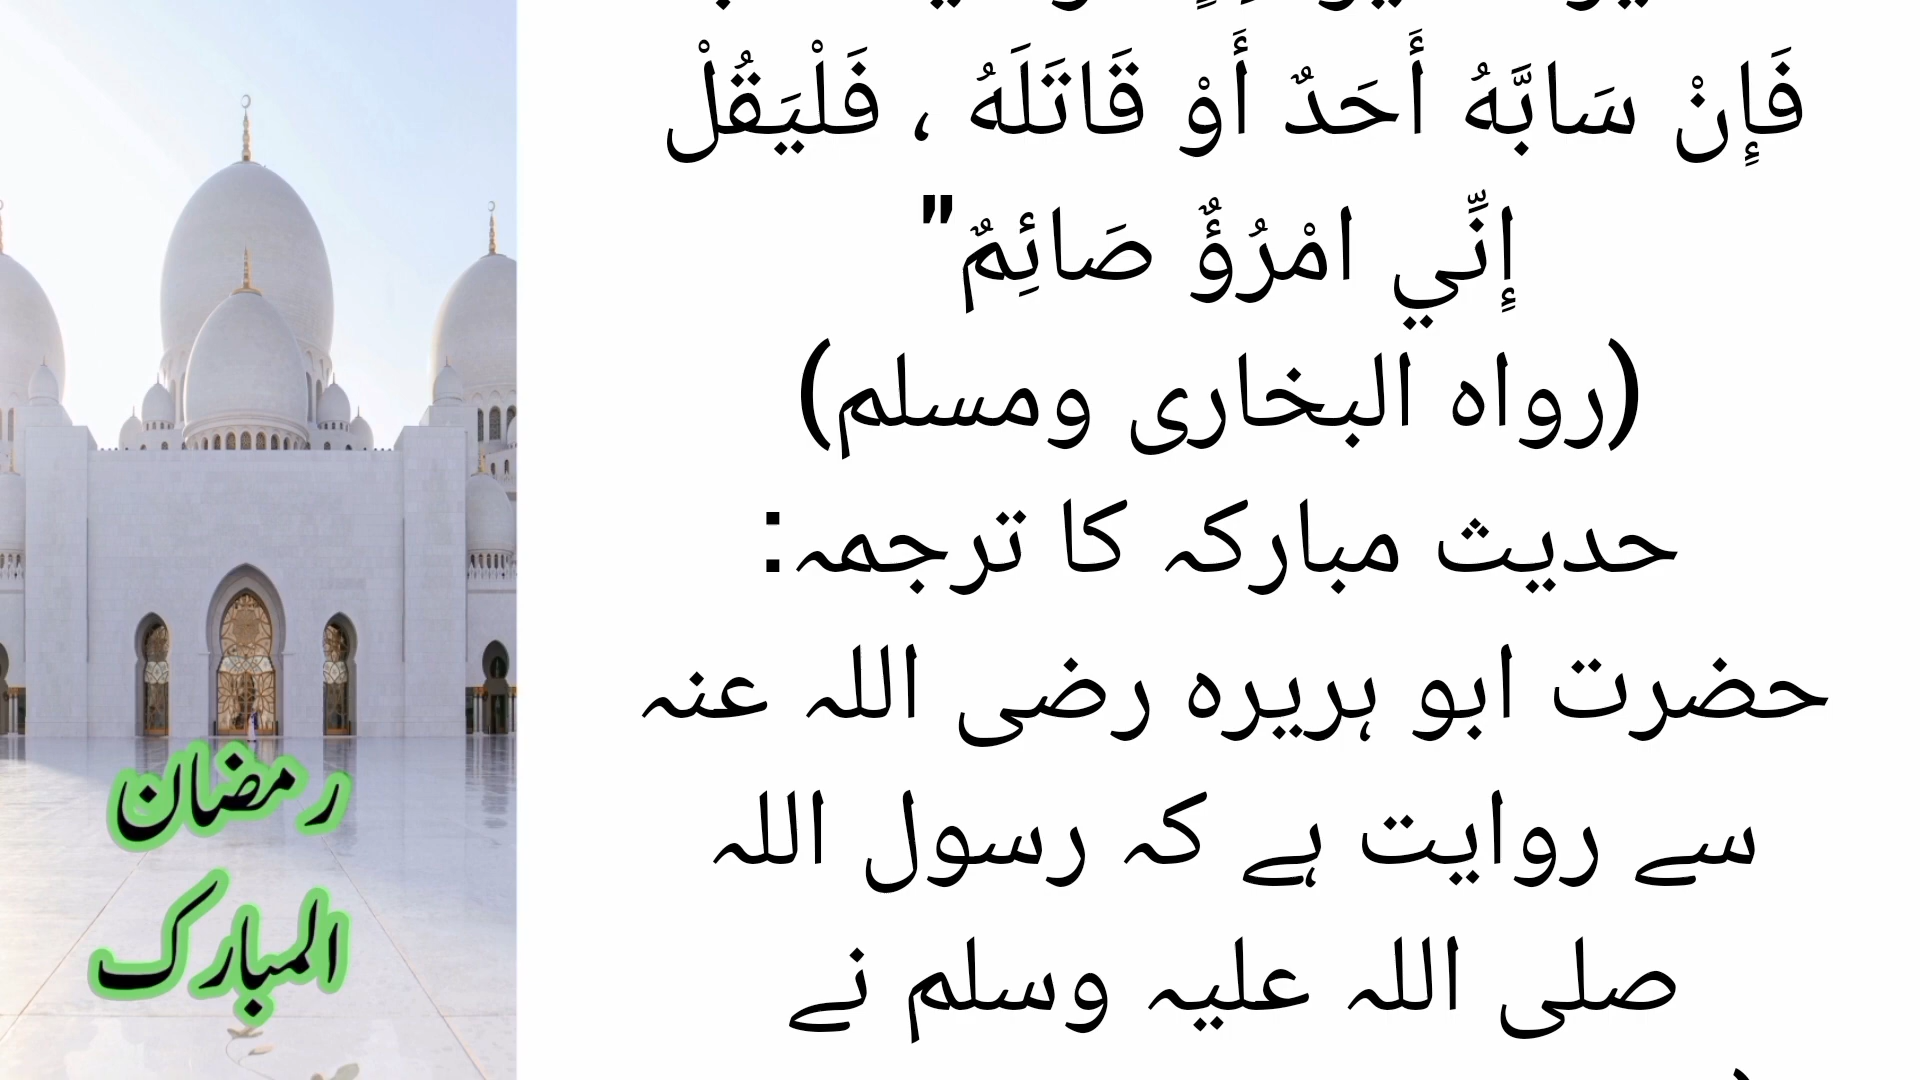 فَإِنْ سَابَّهُ أَحَدٌ أَوْ قَاتَلَهُ ، فَلْيَقُلْ
إِنِّي امْرُؤٌ صَائِمٌ"
(رواه البخاری ومسلم)
حدیث مبارکہ کا ترجمہ:
حضرت ابو ہریرہ رضی اللہ عنہ
سے روایت ہے کہ رسول اللہ
صلی اللہ علیہ وسلم نے
رمضان
المبارک